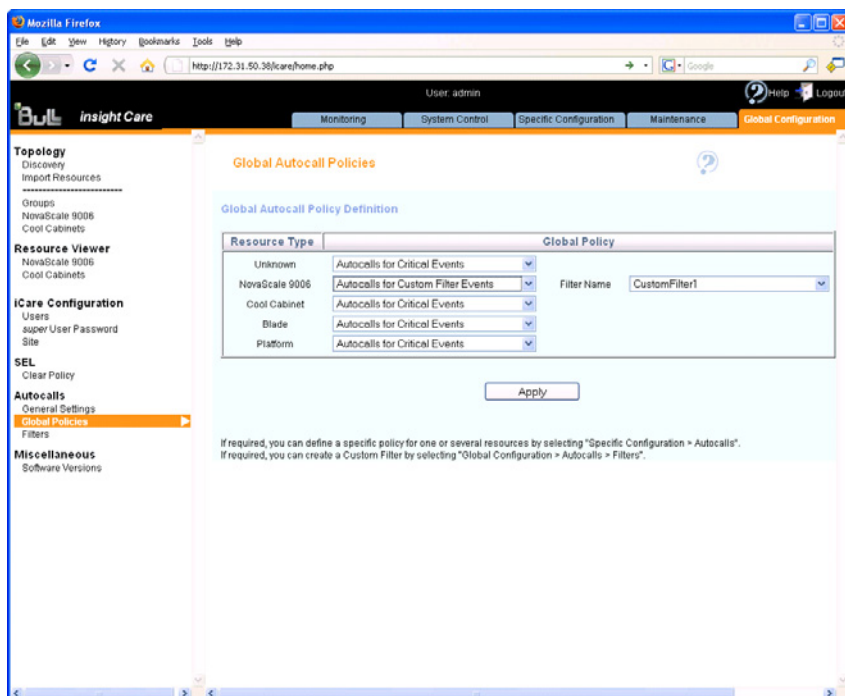 Mozilla Firefox
File Edit View History Bookmarks Tools Help
http://172.31.50.38/icare/home.php
Google
User: admin
Help Logout
Bull insight Care
Monitoring System Control Specific Configuration Maintenance Global Configuration
Topology
Discovery
Import Resources
-------------------------
Groups
NovaScale 9006
Cool Cabinets
Resource Viewer
NovaScale 9006
Cool Cabinets
iCare Configuration
Users
super User Password
Site
SEL
Clear Policy
Autocalls
General Settings
Global Policies
Filters
Miscellaneous
Software Versions
Global Autocall Policies
?
Global Autocall Policy Definition
Resource Type Global Policy
Unknown Autocalls for Critical Events
NovaScale 9006 Autocalls for Custom Filter Events Filter Name CustomFilter1
Cool Cabinet Autocalls for Critical Events
Blade Autocalls for Critical Events
Platform Autocalls for Critical Events
Apply
If required, you can define a specific policy for one or several resources by selecting "Specific Configuration > Autocalls".
If required, you can create a Custom Filter by selecting "Global Configuration > Autocalls > Filters".